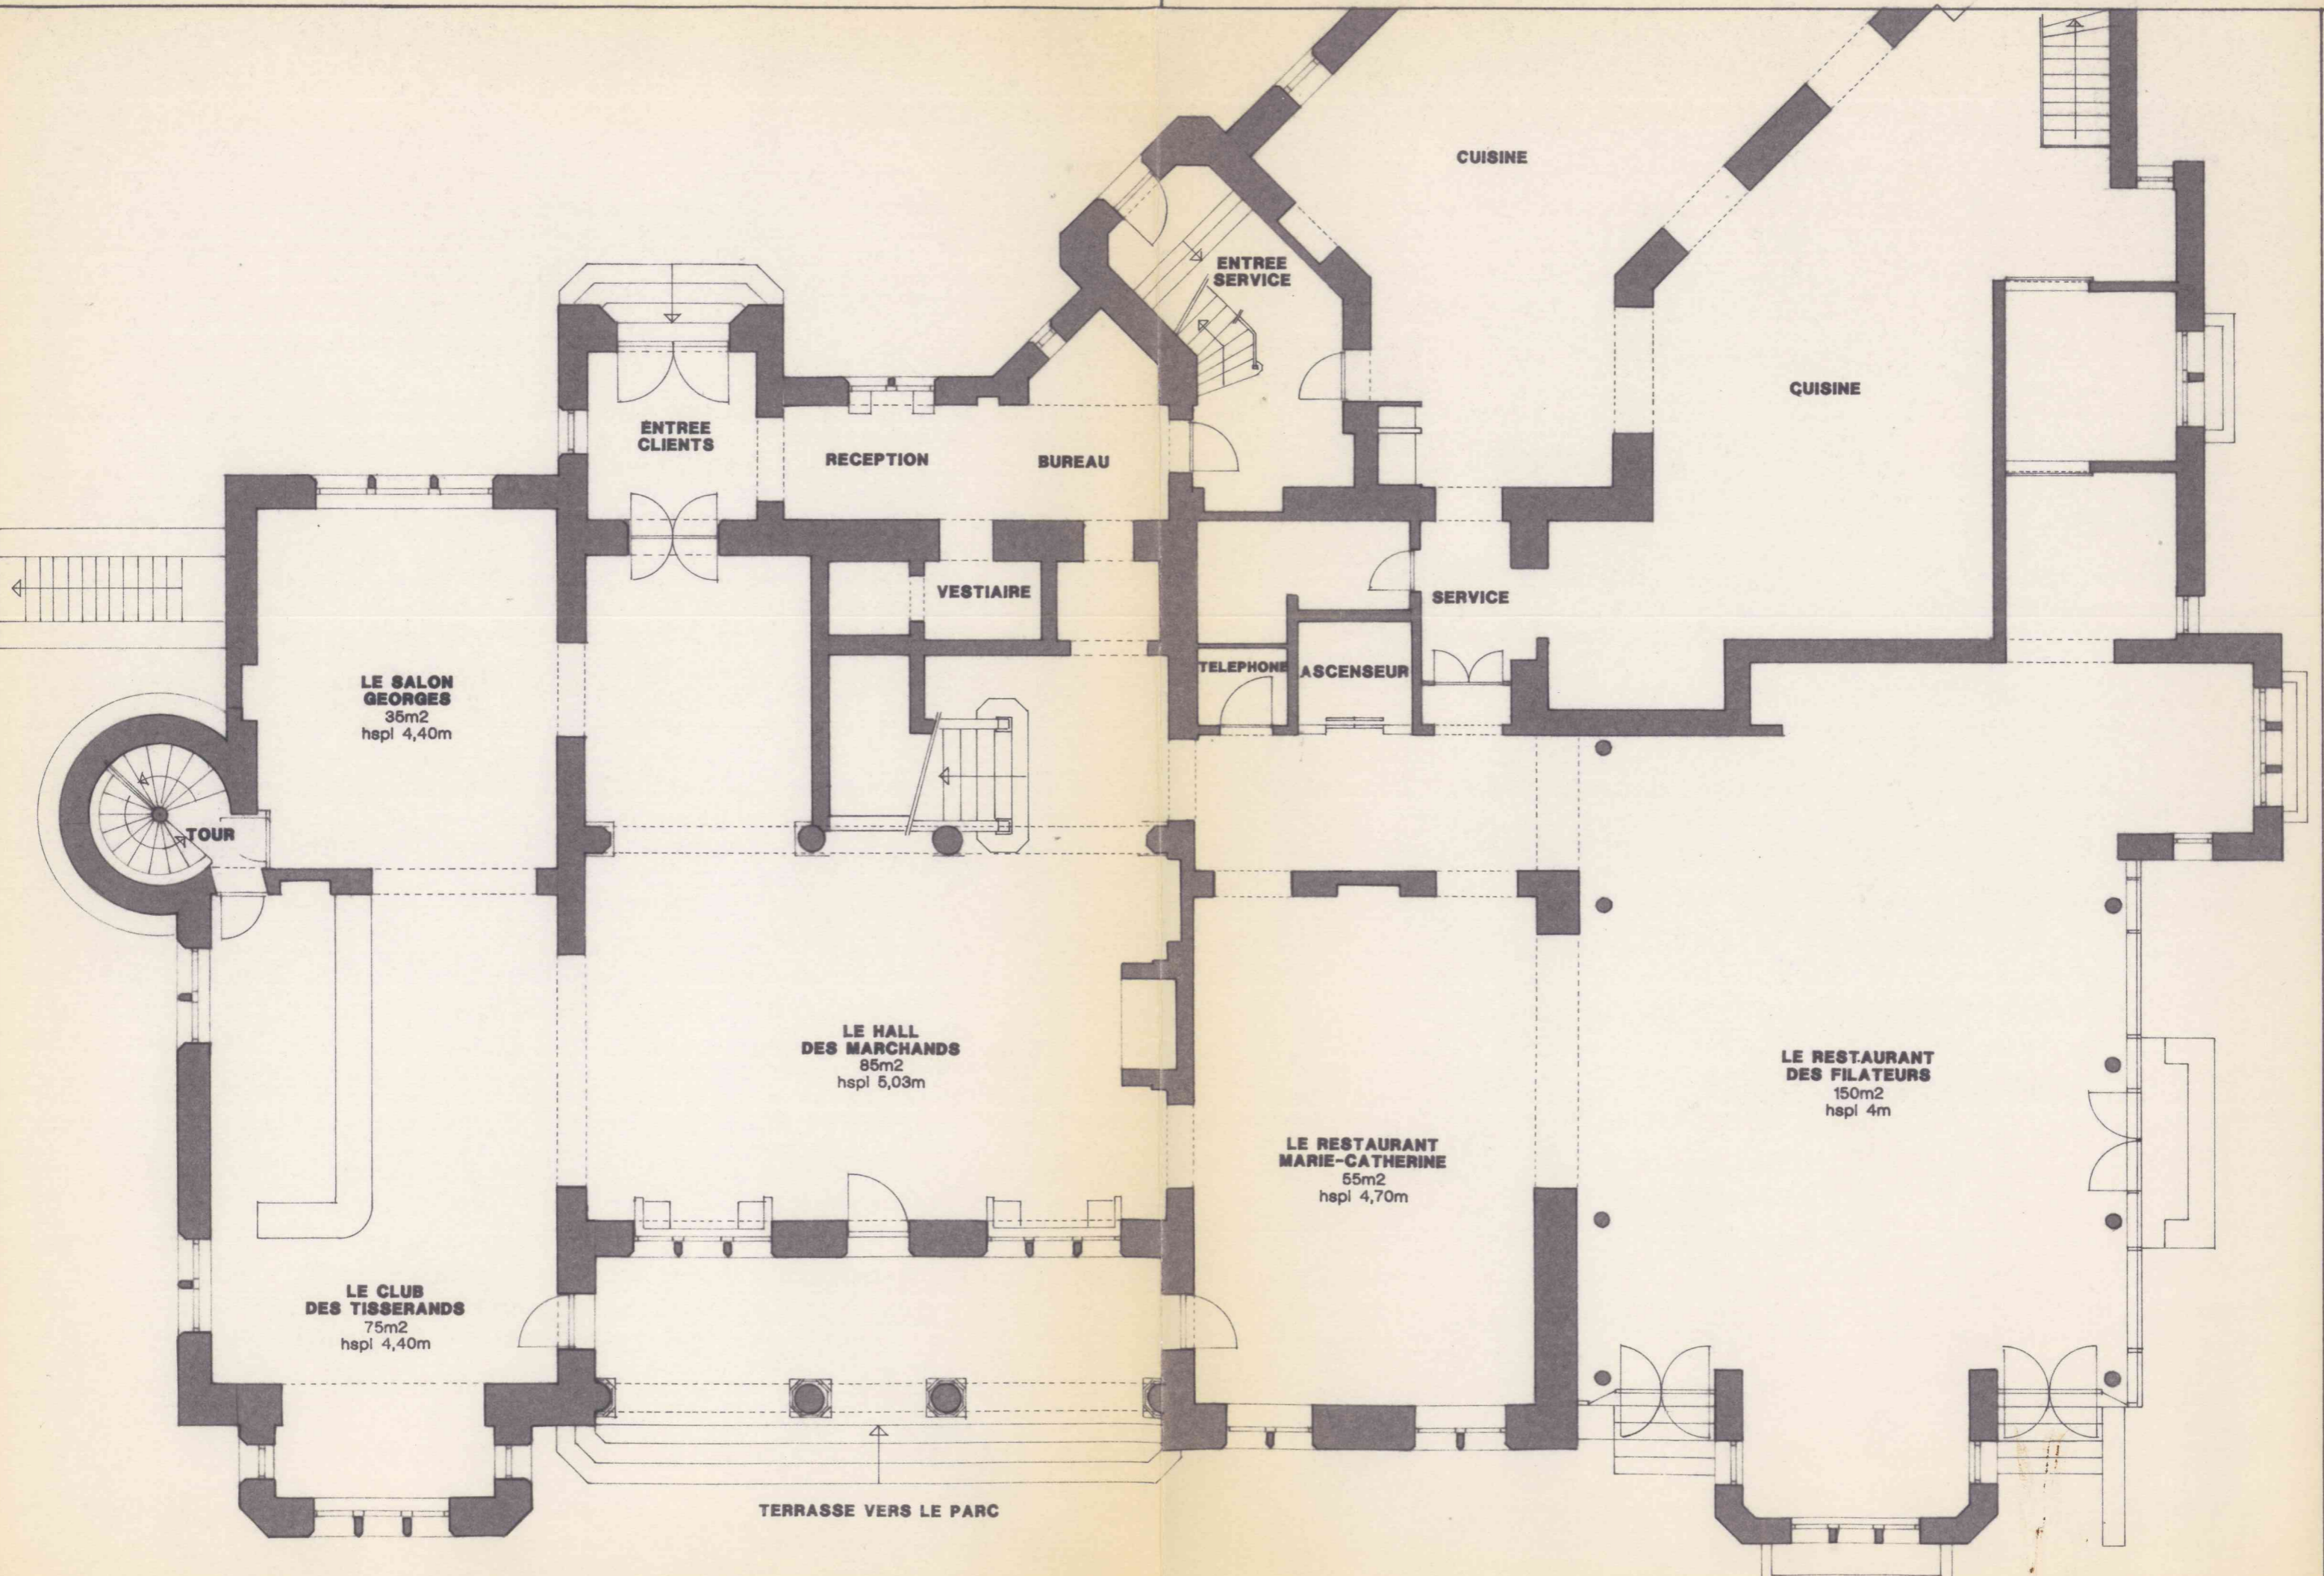 CUISINE
ENTREE
SERVICE
CUISINE
ENTREE
CLIENTS
RECEPTION
BUREAU
VESTIAIRE
SERVICE
TELEPHONE
ASCENSEUR
LE SALON
GEORGES
35m2
hspl 4,40m
TOUR
LE HALL
DES MARCHANDS
85m2
hspl 5,03m
LE RESTAURANT
DES FILATEURS
150m2
hspl 4m
LE RESTAURANT
MARIE-CATHERINE
55m2
hspl 4,70m
LE CLUB
DES TISSERANDS
75m2
hspl 4,40m
TERRASSE VERS LE PARC